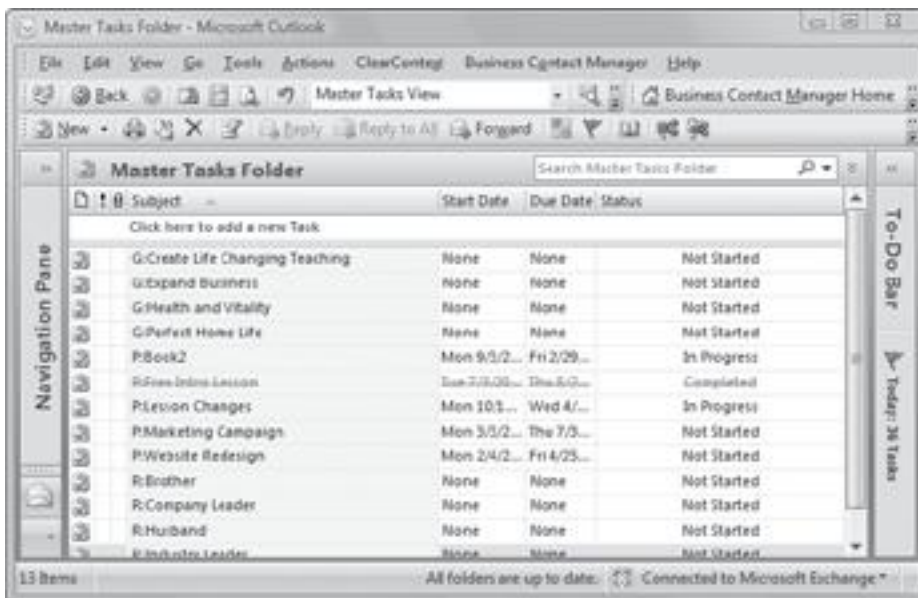 Master Tasks Folder - Microsoft Outlook
File Edit View Go Tools Actions ClearContext Business Contact Manager Help
Back Master Tasks View Business Contact Manager Home
New Reply Reply to All Forward
Master Tasks Folder Search Master Tasks Folder
Subject Start Date Due Date Status
Click here to add a new Task
G:Create Life Changing Teaching None None Not Started
G:Expand Business None None Not Started
G:Health and Vitality None None Not Started
G:Perfect Home Life None None Not Started
P:Book2 Mon 9/3/2... Fri 2/29... In Progress
P:Free Intro Lesson Completed
P:Lesson Changes Mon 10/1... Wed 4/... In Progress
P:Marketing Campaign Mon 3/3/2... Thu 7/3... Not Started
P:Website Redesign Mon 2/4/2... Fri 4/25... Not Started
R:Brother None None Not Started
R:Company Leader None None Not Started
R:Husband None None Not Started
R:Industry Leader None None Not Started
Navigation Pane
To-Do Bar
Today: 36 Tasks
13 Items All folders are up to date. Connected to Microsoft Exchange